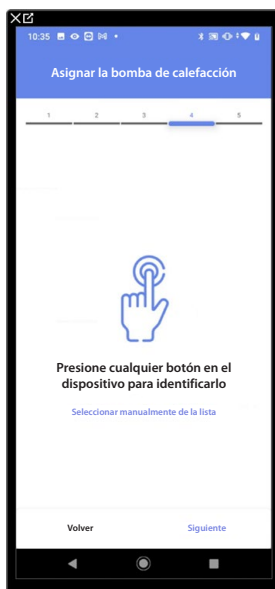 10:35
Asignar la bomba de calefacción
1 2 3 4 5
Presione cualquier botón en el
dispositivo para identificarlo
Seleccionar manualmente de la lista
Volver Siguiente